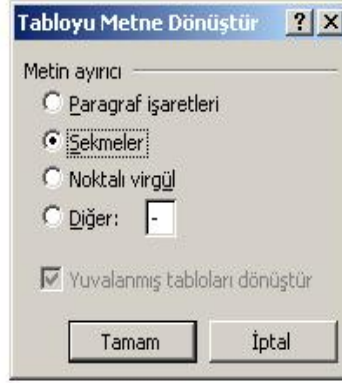 Tabloyu Metne Dönüştür
Metin ayırıcı
Paragraf işaretleri
Sekmeler
Noktalı virgül
Diğer: -
Yuvalanmış tabloları dönüştür
Tamam İptal